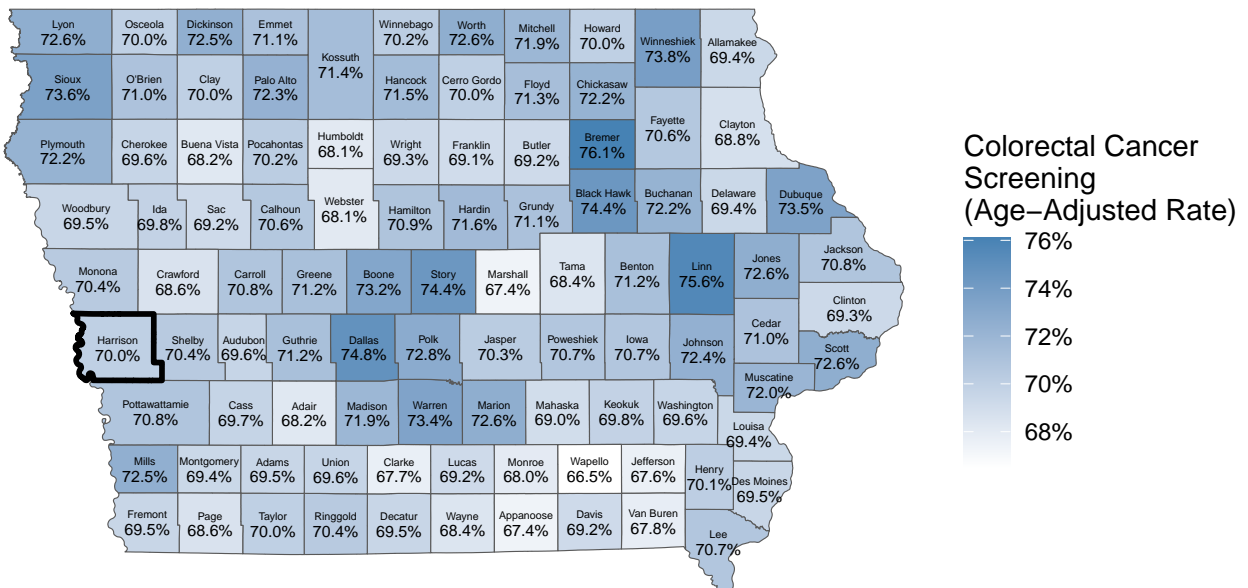 Lyon
72.6%
Osceola
70.0%
Dickinson
72.5%
Emmet
71.1%
Kossuth
71.4%
Winnebago
70.2%
Worth
72.6%
Mitchell
71.9%
Howard
70.0%
Winneshiek
73.8%
Allamakee
69.4%
Sioux
73.6%
O'Brien
71.0%
Clay
70.0%
Palo Alto
72.3%
Hancock
71.5%
Cerro Gordo
70.0%
Floyd
71.3%
Chickasaw
72.2%
Fayette
70.6%
Clayton
68.8%
Plymouth
72.2%
Cherokee
69.6%
Buena Vista
68.2%
Pocahontas
70.2%
Humboldt
68.1%
Wright
69.3%
Franklin
69.1%
Butler
69.2%
Bremer
76.1%
Woodbury
69.5%
Ida
69.8%
Sac
69.2%
Calhoun
70.6%
Webster
68.1%
Hamilton
70.9%
Hardin
71.6%
Grundy
71.1%
Black Hawk
74.4%
Buchanan
72.2%
Delaware
69.4%
Dubuque
73.5%
Monona
70.4%
Crawford
68.6%
Carroll
70.8%
Greene
71.2%
Boone
73.2%
Story
74.4%
Marshall
67.4%
Tama
68.4%
Benton
71.2%
Linn
75.6%
Jones
72.6%
Jackson
70.8%
Clinton
69.3%
Harrison
70.0%
Shelby
70.4%
Audubon
69.6%
Guthrie
71.2%
Dallas
74.8%
Polk
72.8%
Jasper
70.3%
Poweshiek
70.7%
Iowa
70.7%
Johnson
72.4%
Cedar
71.0%
Scott
72.6%
Muscatine
72.0%
Pottawattamie
70.8%
Cass
69.7%
Adair
68.2%
Madison
71.9%
Warren
73.4%
Marion
72.6%
Mahaska
69.0%
Keokuk
69.8%
Washington
69.6%
Louisa
69.4%
Mills
72.5%
Montgomery
69.4%
Adams
69.5%
Union
69.6%
Clarke
67.7%
Lucas
69.2%
Monroe
68.0%
Wapello
66.5%
Jefferson
67.6%
Henry
70.1%
Des Moines
69.5%
Fremont
69.5%
Page
68.6%
Taylor
70.0%
Ringgold
70.4%
Decatur
69.5%
Wayne
68.4%
Appanoose
67.4%
Davis
69.2%
Van Buren
67.8%
Lee
70.7%
Colorectal Cancer
Screening
(Age−Adjusted Rate)
76%
74%
72%
70%
68%